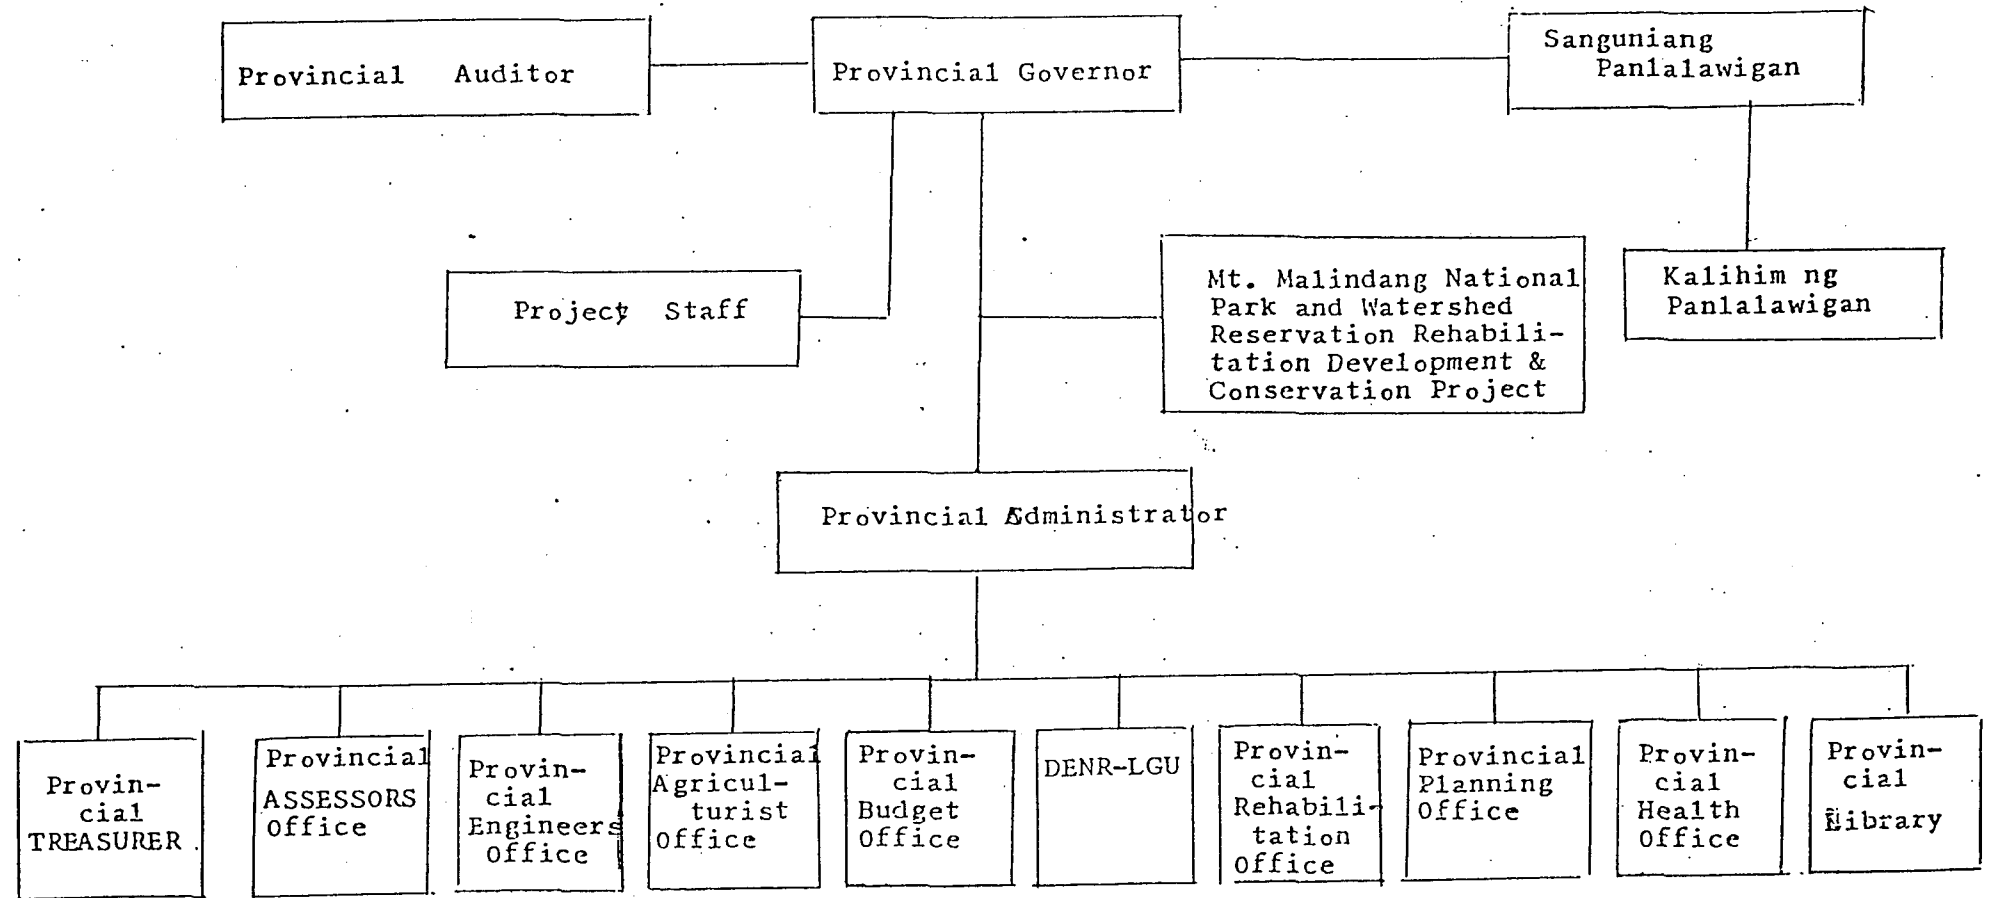 Provincial Auditor
Provincial Governor
Sanguniang
Panlalawigan
Project Staff
Mt. Malindang National
Park and Watershed
Reservation Rehabili-
tation Development &
Conservation Project
Kalihim ng
Panlalawigan
Provincial Administrator
Provin-
cial
TREASURER
Provincial
ASSESSORS
Office
Provin-
cial
Engineers
Office
Provincial
Agricul-
turist
Office
Provin-
cial
Budget
Office
DENR-LGU
Provin-
cial
Rehabili-
tation
Office
Provincial
Planning
Office
Provin-
cial
Health
Office
Provin-
cial
Library